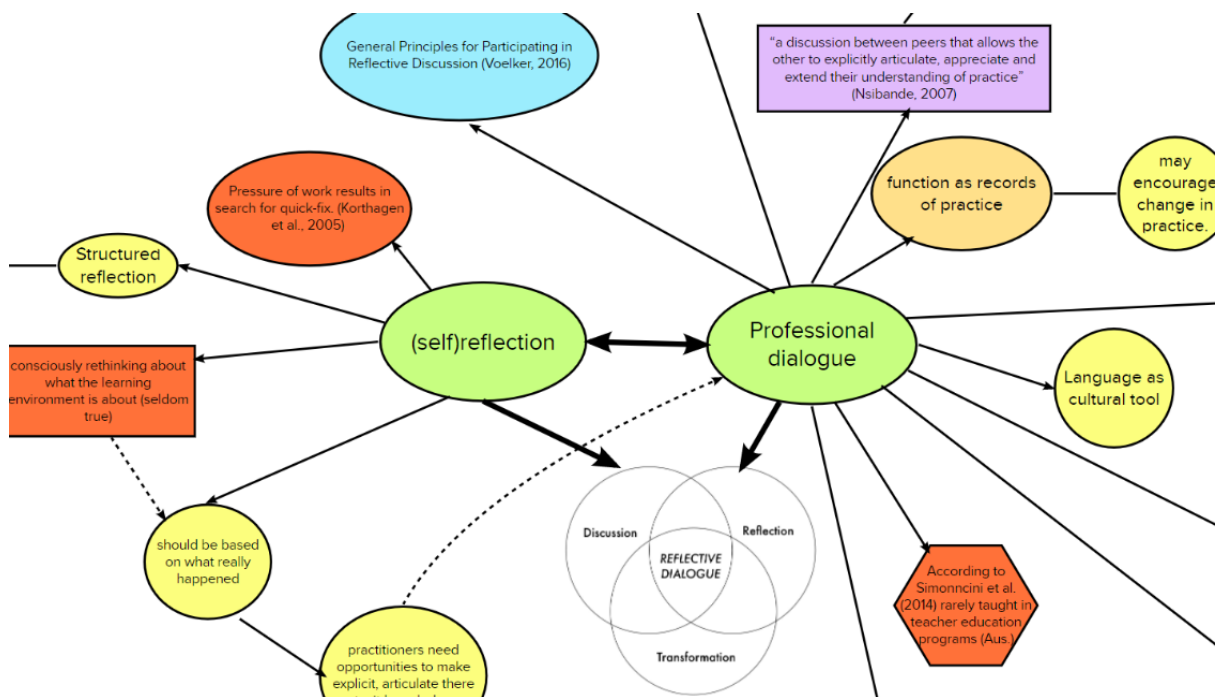 General Principles for Participating in
Reflective Discussion (Voelker, 2016)
“a discussion between peers that allows the
other to explicitly articulate, appreciate and
extend their understanding of practice”
(Nsibande, 2007)
Pressure of work results in
search for quick-fix. (Korthagen
et al., 2005)
function as records
of practice
may
encourage
change in
practice.
Structured
reflection
(self)reflection
Professional
dialogue
consciously rethinking about
what the learning
environment is about (seldom
true)
Language as
cultural tool
should be based
on what really
happened
Discussion
Reflection
REFLECTIVE
DIALOGUE
Transformation
According to
Simonncini et al.
(2014) rarely taught in
teacher education
programs (Aus.)
practitioners need
opportunities to make
explicit, articulate there